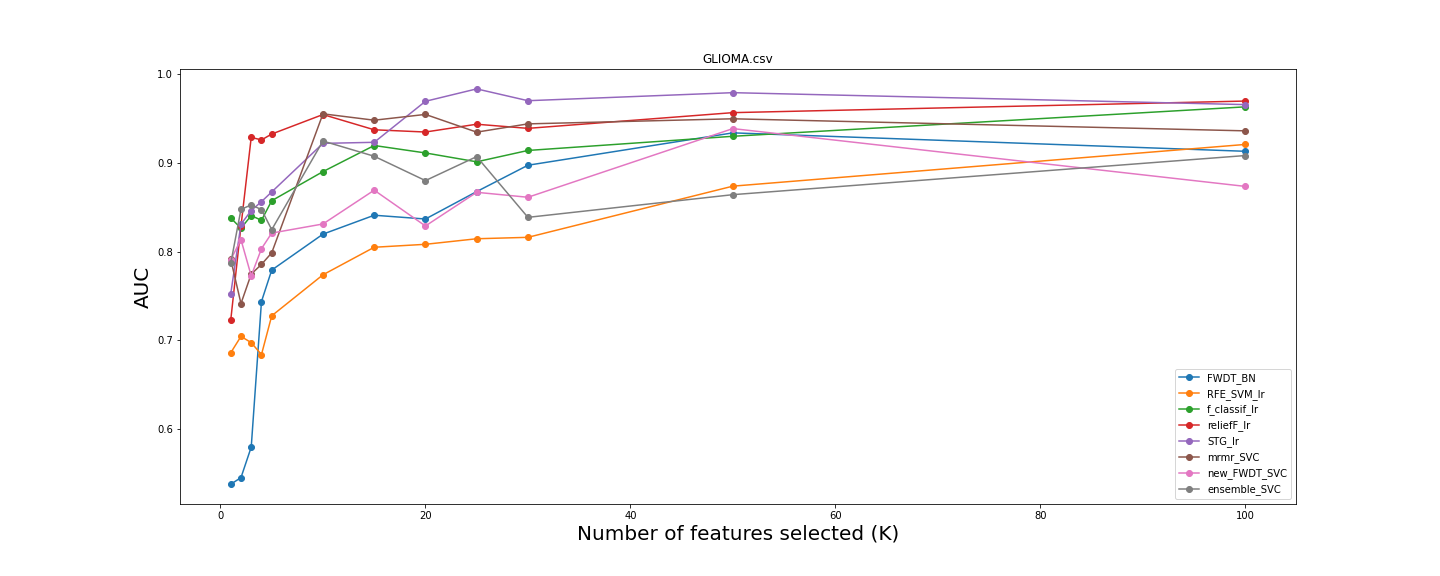 GLIOMA.csv
1.0
0.9
0.8
0.7
0.6
AUC
0
20
40
60
80
100
Number of features selected (K)
FWDT_BN
RFE_SVM_lr
f_classif_lr
reliefF_lr
STG_lr
mrmr_SVC
new_FWDT_SVC
ensemble_SVC